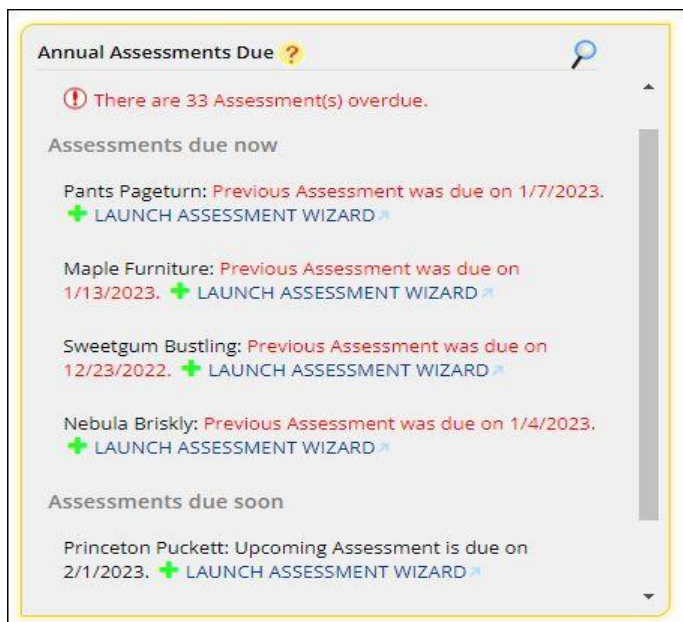 Annual Assessments Due ?
There are 33 Assessment(s) overdue.
Assessments due now
Pants Pageturn: Previous Assessment was due on 1/7/2023.
LAUNCH ASSESSMENT WIZARD
Maple Furniture: Previous Assessment was due on
1/13/2023. LAUNCH ASSESSMENT WIZARD
Sweetgum Bustling: Previous Assessment was due on
12/23/2022. LAUNCH ASSESSMENT WIZARD
Nebula Briskly: Previous Assessment was due on 1/4/2023.
LAUNCH ASSESSMENT WIZARD
Assessments due soon
Princeton Puckett: Upcoming Assessment is due on
2/1/2023. LAUNCH ASSESSMENT WIZARD